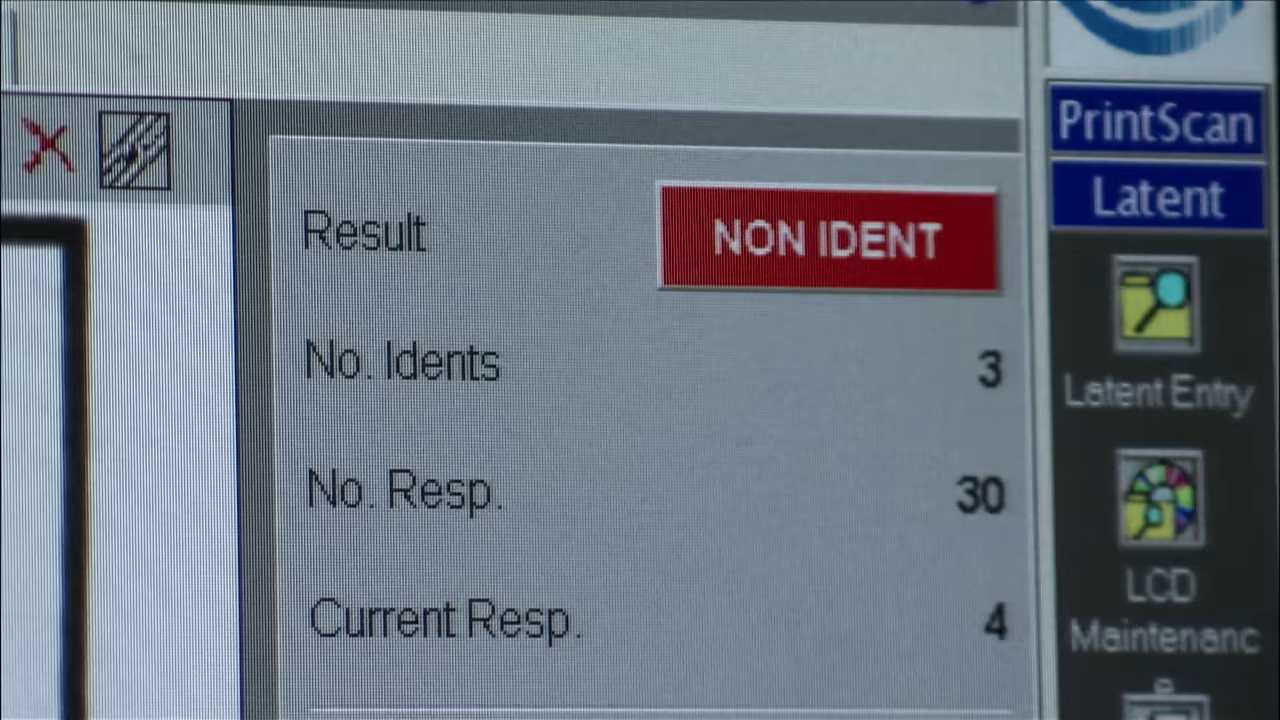 Result NON IDENT
No. Idents 3
No. Resp. 30
Current Resp. 4
PrintScan
Latent
Latent Entry
LCD
Maintenanc
e